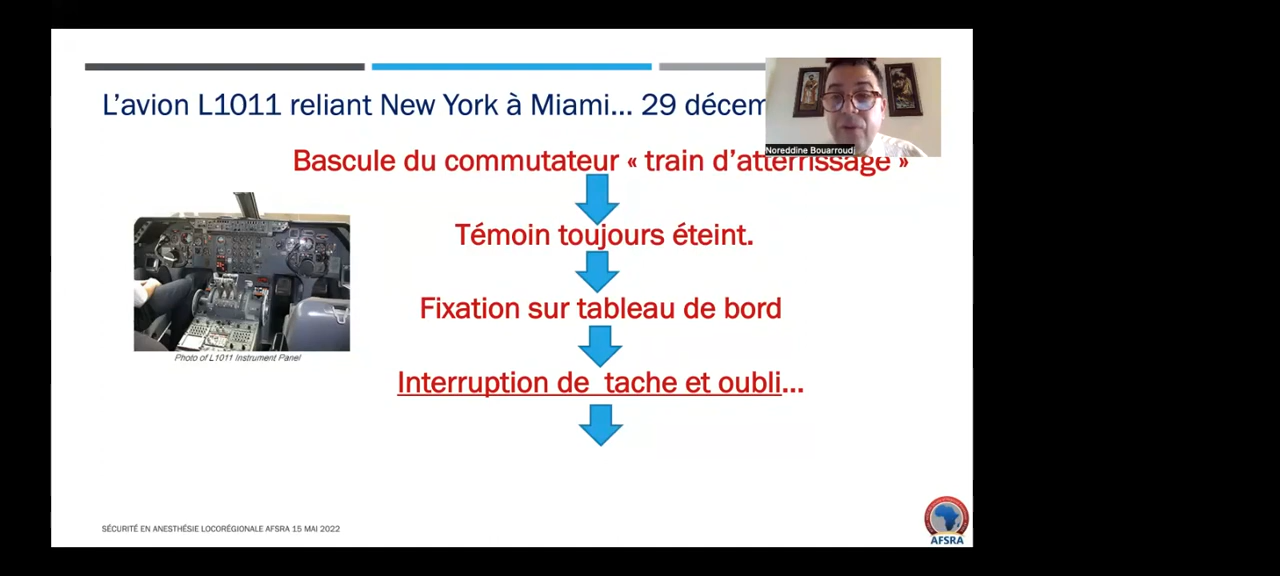 L'avion L1011 reliant New York à Miami... 29 décem
Bascule du commutateur « train d'atterrissage »
Noreddine Bouarroudj
Témoin toujours éteint.
Fixation sur tableau de bord
Photo of L1011 Instrument Panel
Interruption de tache et oubli...
SÉCURITÉ EN ANESTHÉSIE LOCORÉGIONALE AFSRA 15 MAI 2022
AFSRA